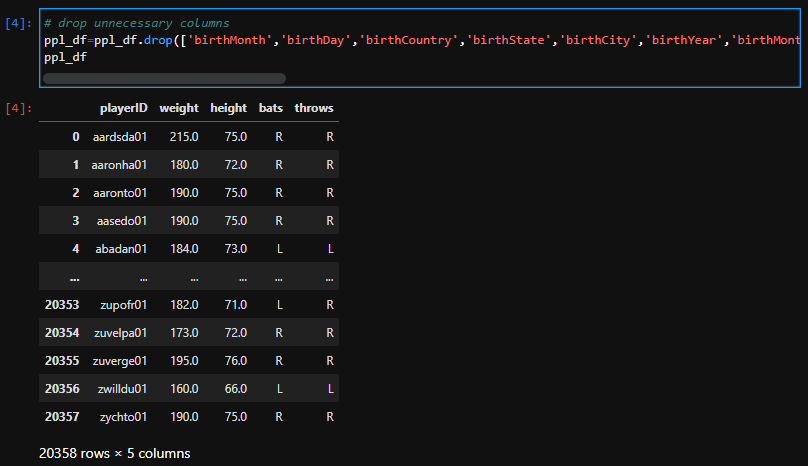 [4]: # drop unnecessary columns
ppl_df=ppl_df.drop(['birthMonth','birthDay','birthCountry','birthState','birthCity','birthYear','birthMont
ppl_df
[4]: playerID weight height bats throws
0 aardsda01 215.0 75.0 R R
1 aaronha01 180.0 72.0 R R
2 aaronto01 190.0 75.0 R R
3 aasedo01 190.0 75.0 R R
4 abadan01 184.0 73.0 L L
... ... ... ... ... ...
20353 zupofr01 182.0 71.0 L R
20354 zuvelpa01 173.0 72.0 R R
20355 zuverge01 195.0 76.0 R R
20356 zwilldu01 160.0 66.0 L L
20357 zychto01 190.0 75.0 R R
20358 rows × 5 columns